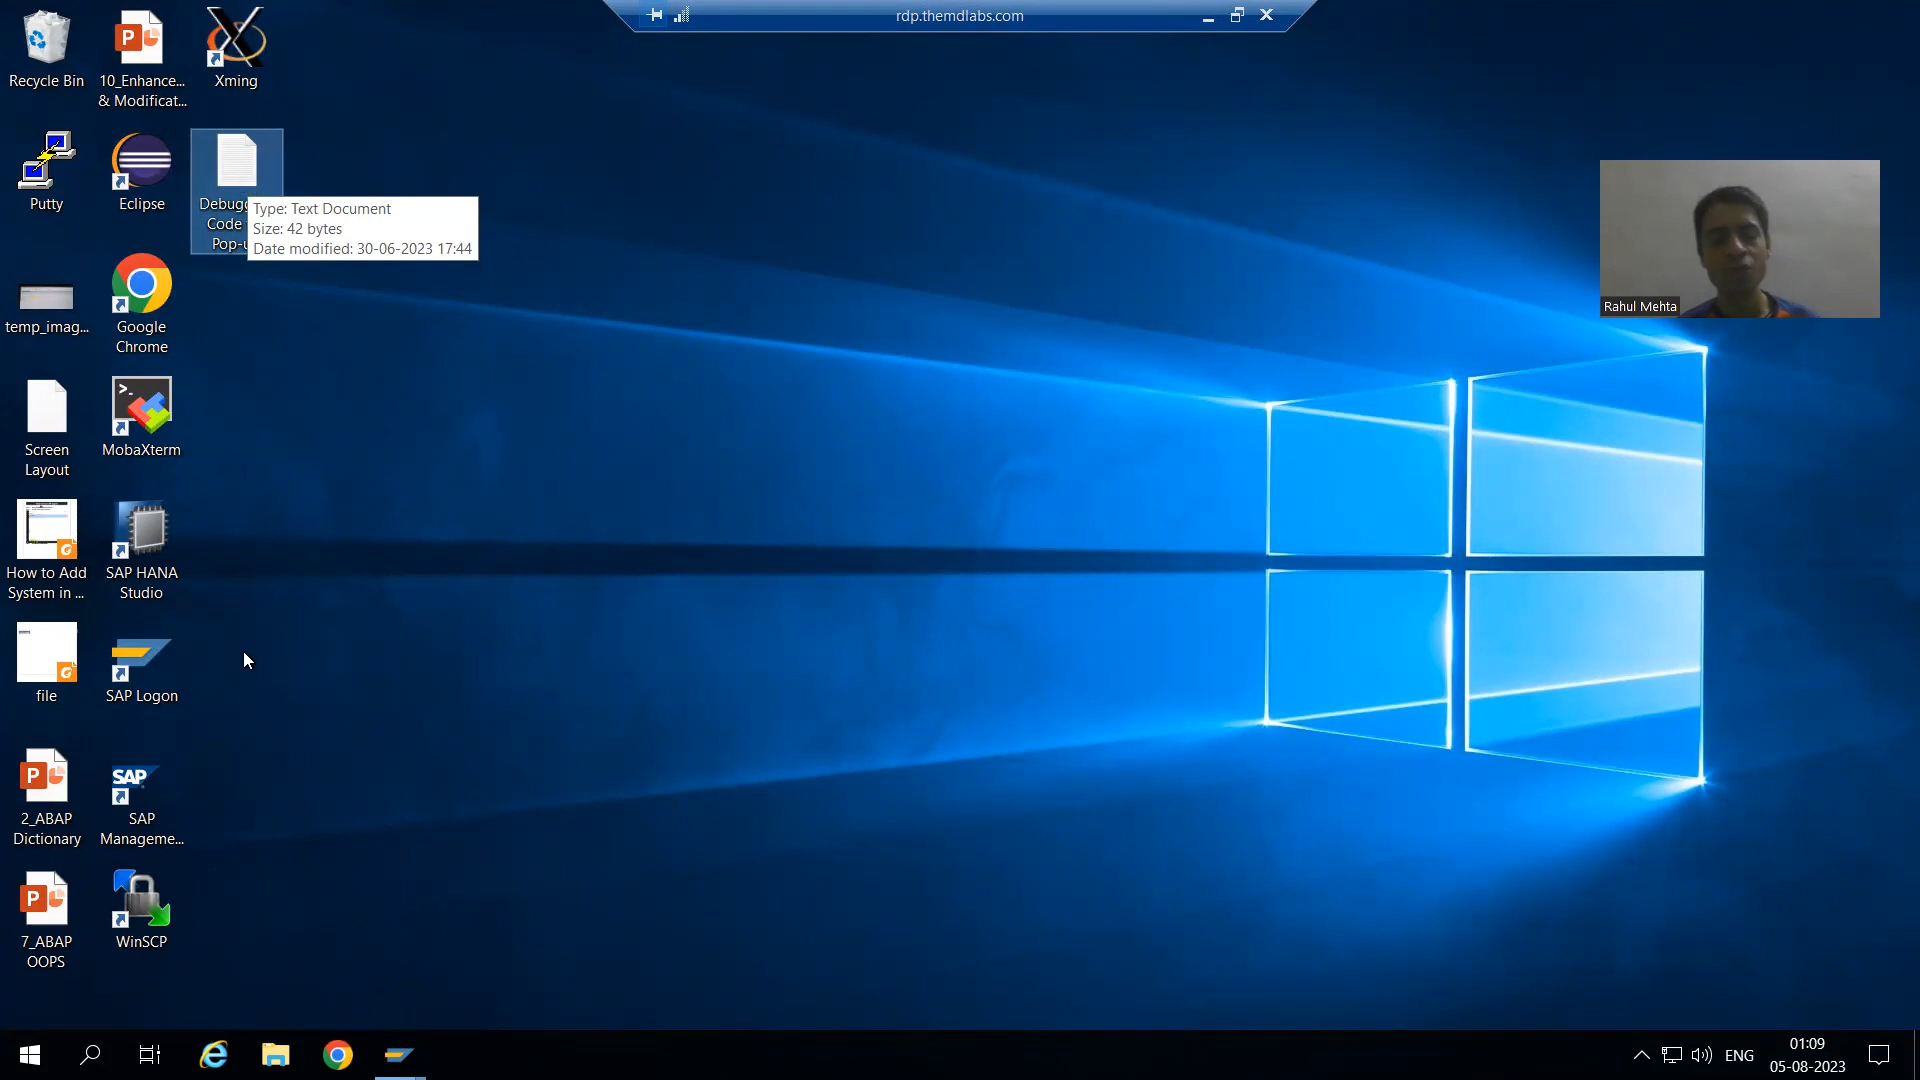 rdp.themdlabs.com
Recycle Bin
10_Enhance...
& Modificat...
Xming
Putty
Eclipse
Code
Type: Text Document
Size: 42 bytes
Date modified: 30-06-2023 17:44
temp_imag...
Google
Chrome
Rahul Mehta
Screen
Layout
MobaXterm
How to Add
System in ...
SAP HANA
Studio
file
SAP Logon
2_ABAP
Dictionary
SAP
SAP
Manageme...
7_ABAP
OOPS
WinSCP
ENG
01:09
05-08-2023